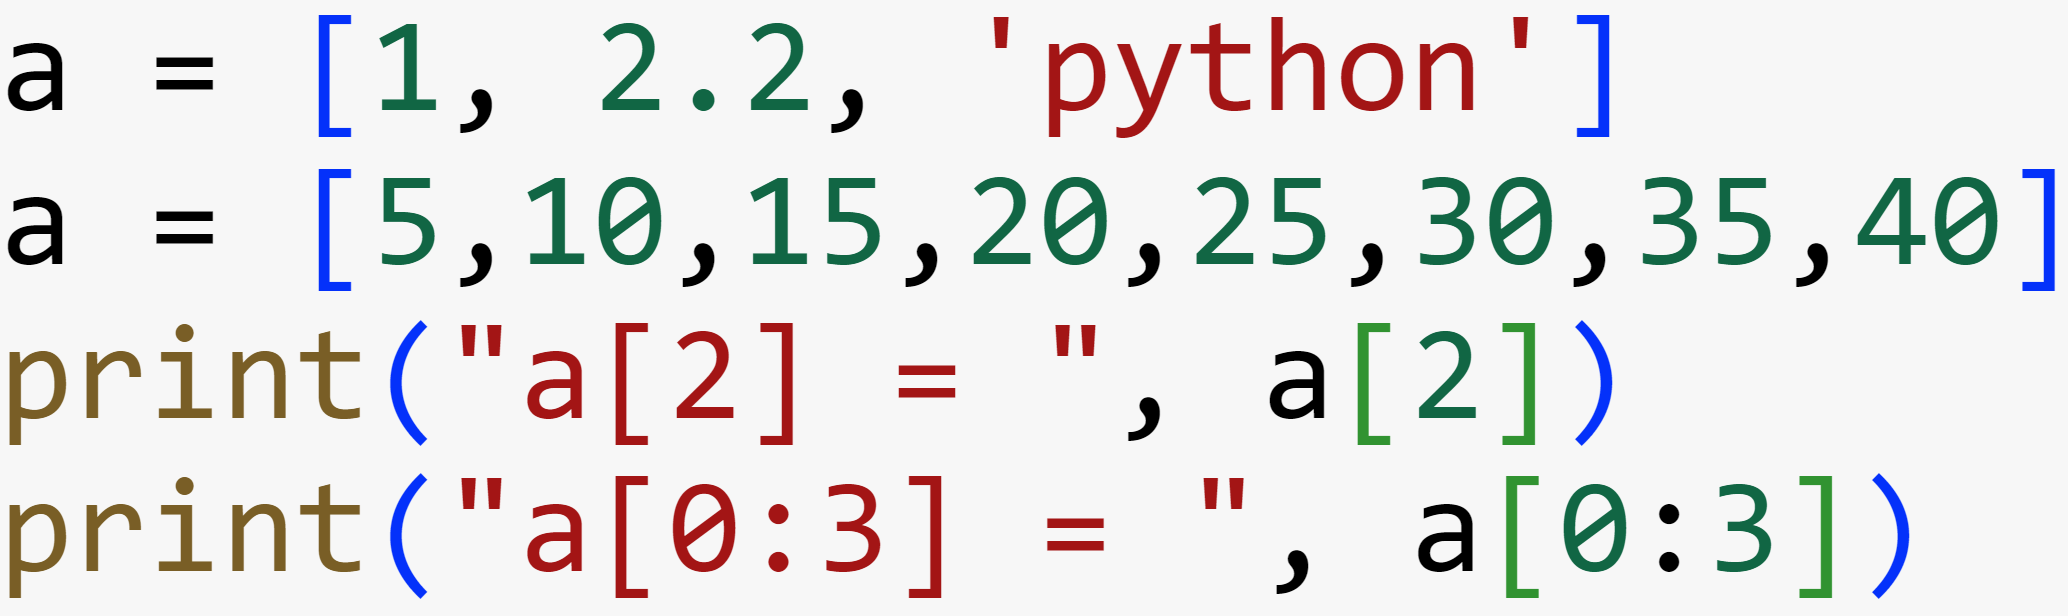 a = [1, 2.2, 'python']
a = [5,10,15,20,25,30,35,40]
print("a[2] = ", a[2])
print("a[0:3] = ", a[0:3])